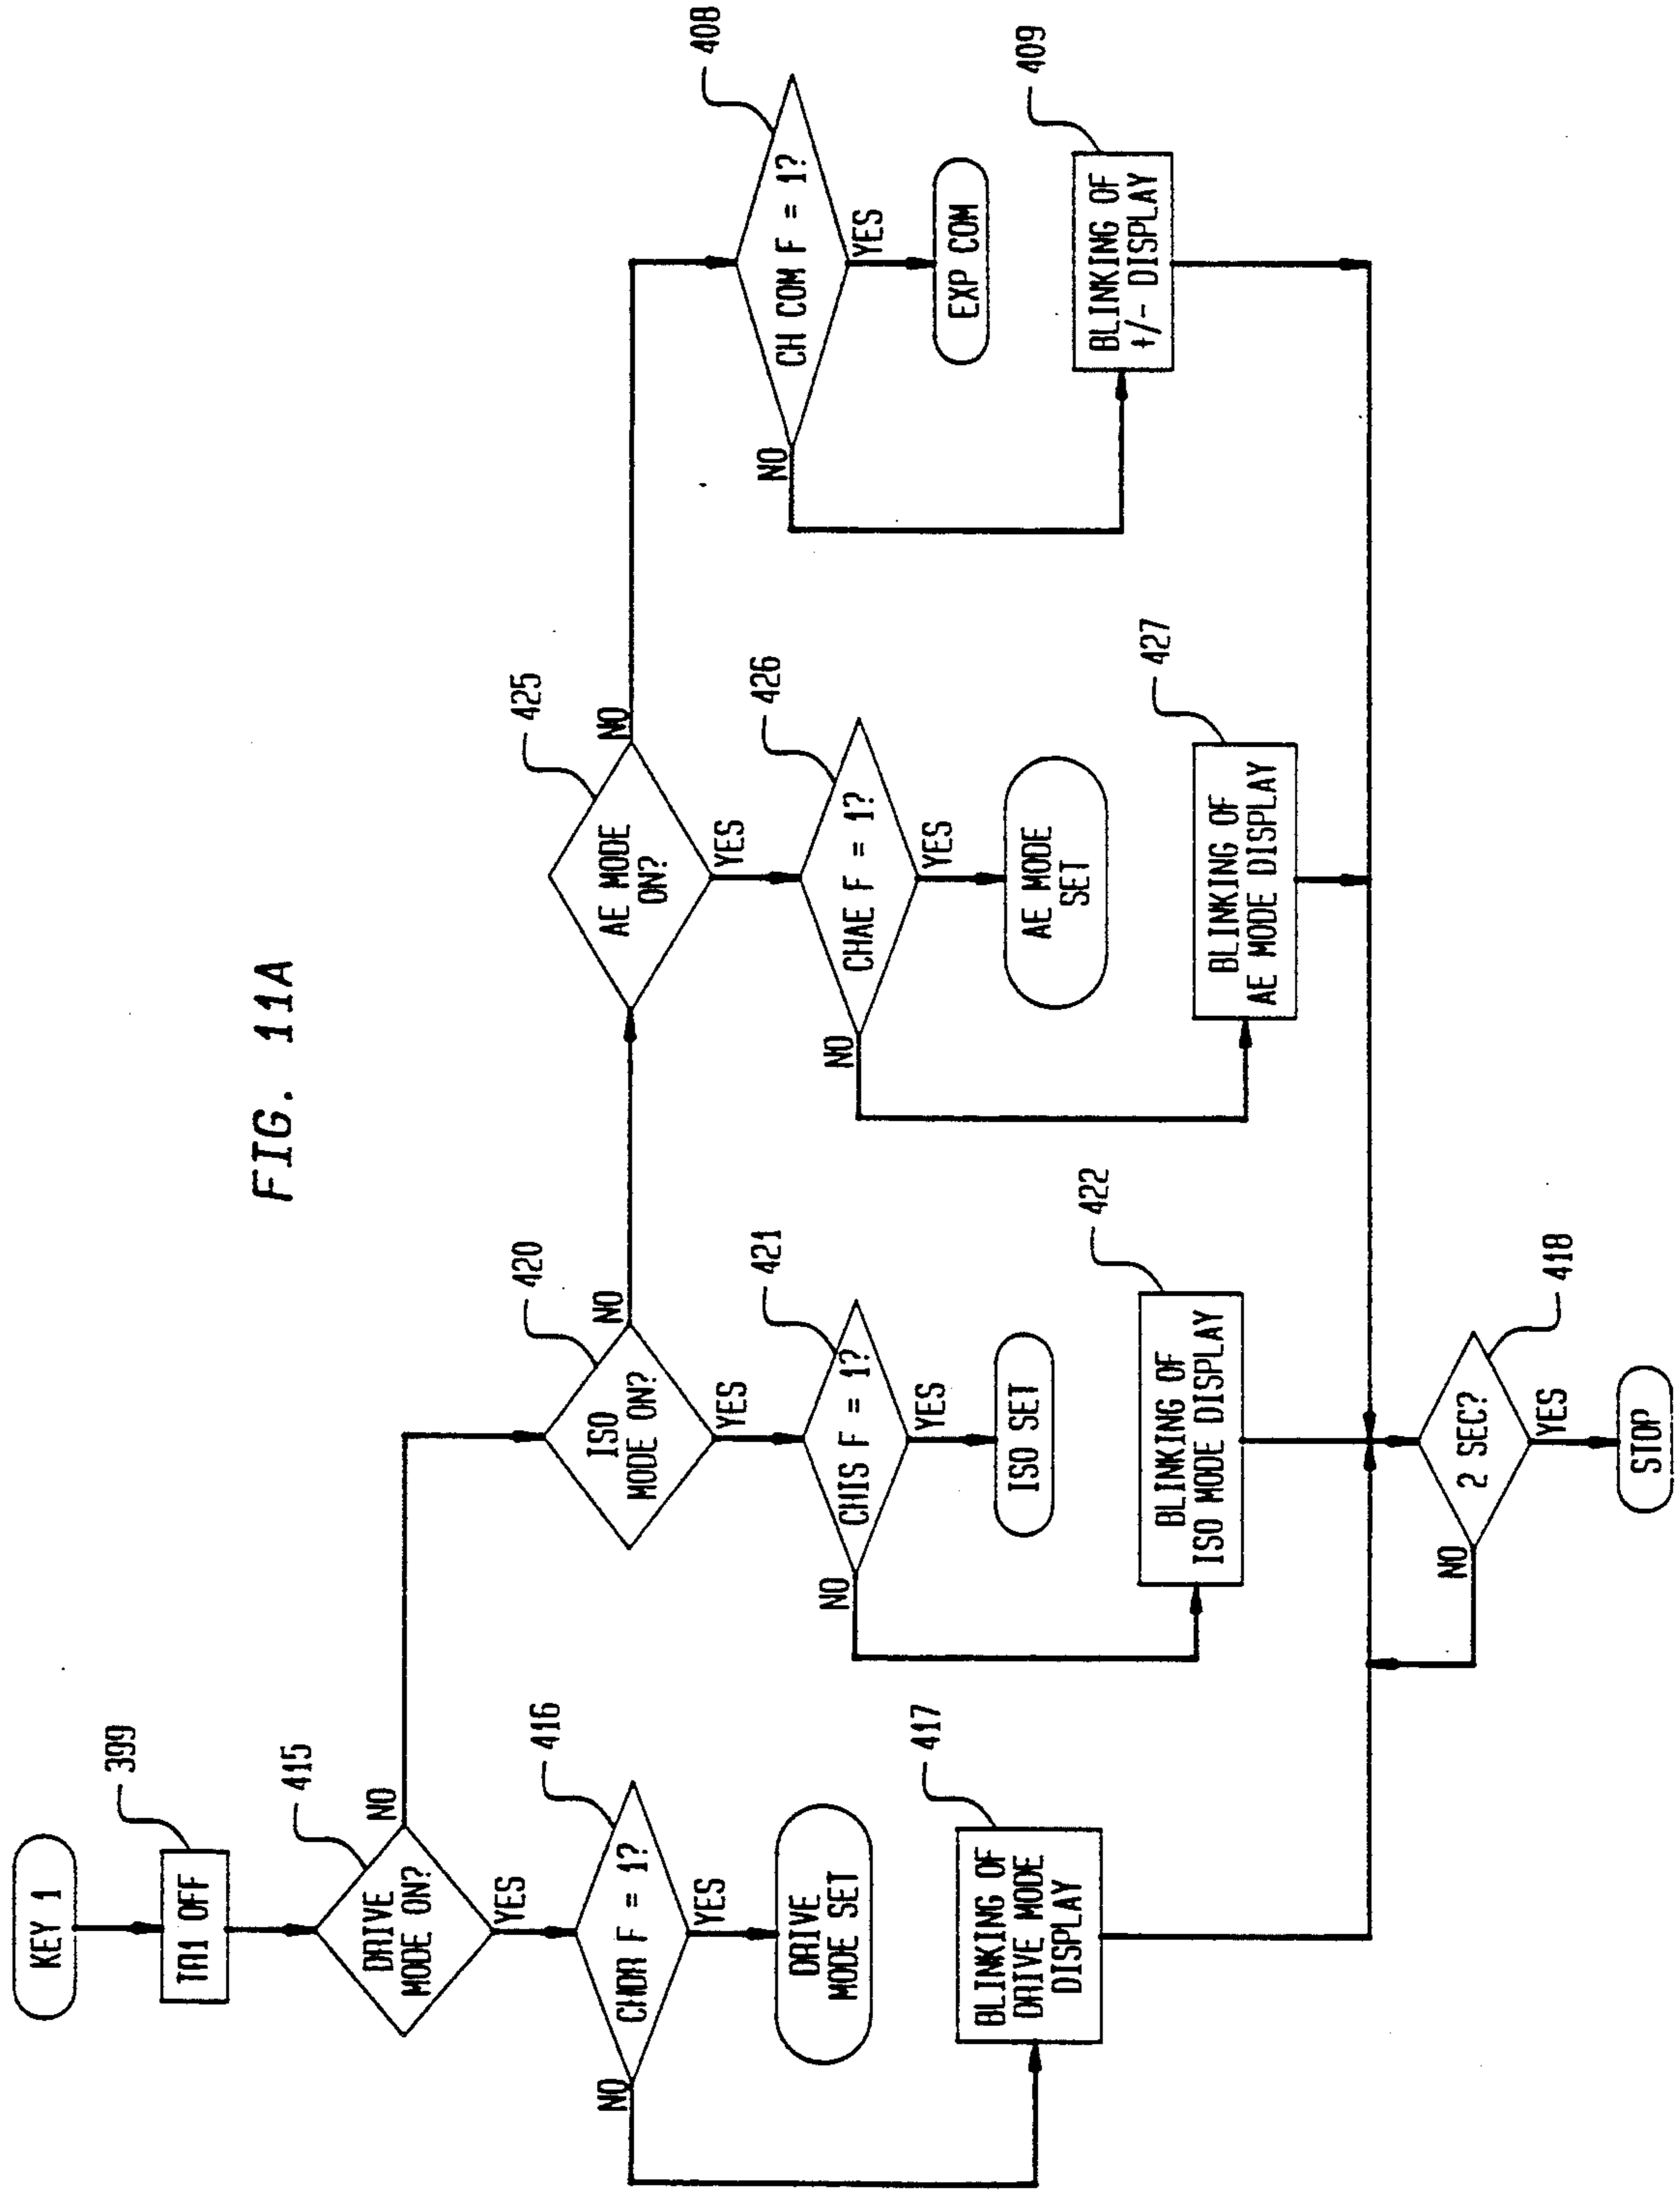 FIG. 11A
KEY 1
TR1 OFF
399
DRIVE
MODE ON?
415
NO
YES
CHDR F = 1?
416
NO
YES
DRIVE
MODE SET
BLINKING OF
DRIVE MODE
DISPLAY
417
ISO
MODE ON?
420
NO
YES
CHIS F = 1?
421
NO
YES
ISO SET
BLINKING OF
ISO MODE DISPLAY
422
AE MODE
ON?
425
NO
YES
CHAE F = 1?
426
NO
YES
AE MODE
SET
BLINKING OF
AE MODE DISPLAY
427
CH COM F = 1?
408
NO
YES
EXP COM
BLINKING OF
+/- DISPLAY
409
2 SEC?
418
NO
YES
STOP